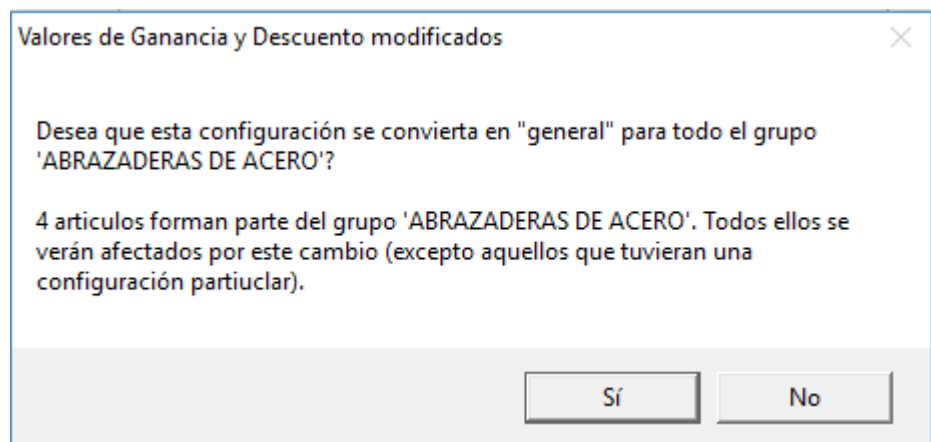 Valores de Ganancia y Descuento modificados
Desea que esta configuración se convierta en "general" para todo el grupo
'ABRAZADERAS DE ACERO'?
4 articulos forman parte del grupo 'ABRAZADERAS DE ACERO'. Todos ellos se
verán afectados por este cambio (excepto aquellos que tuvieran una
configuración partiuclar).
Sí
No